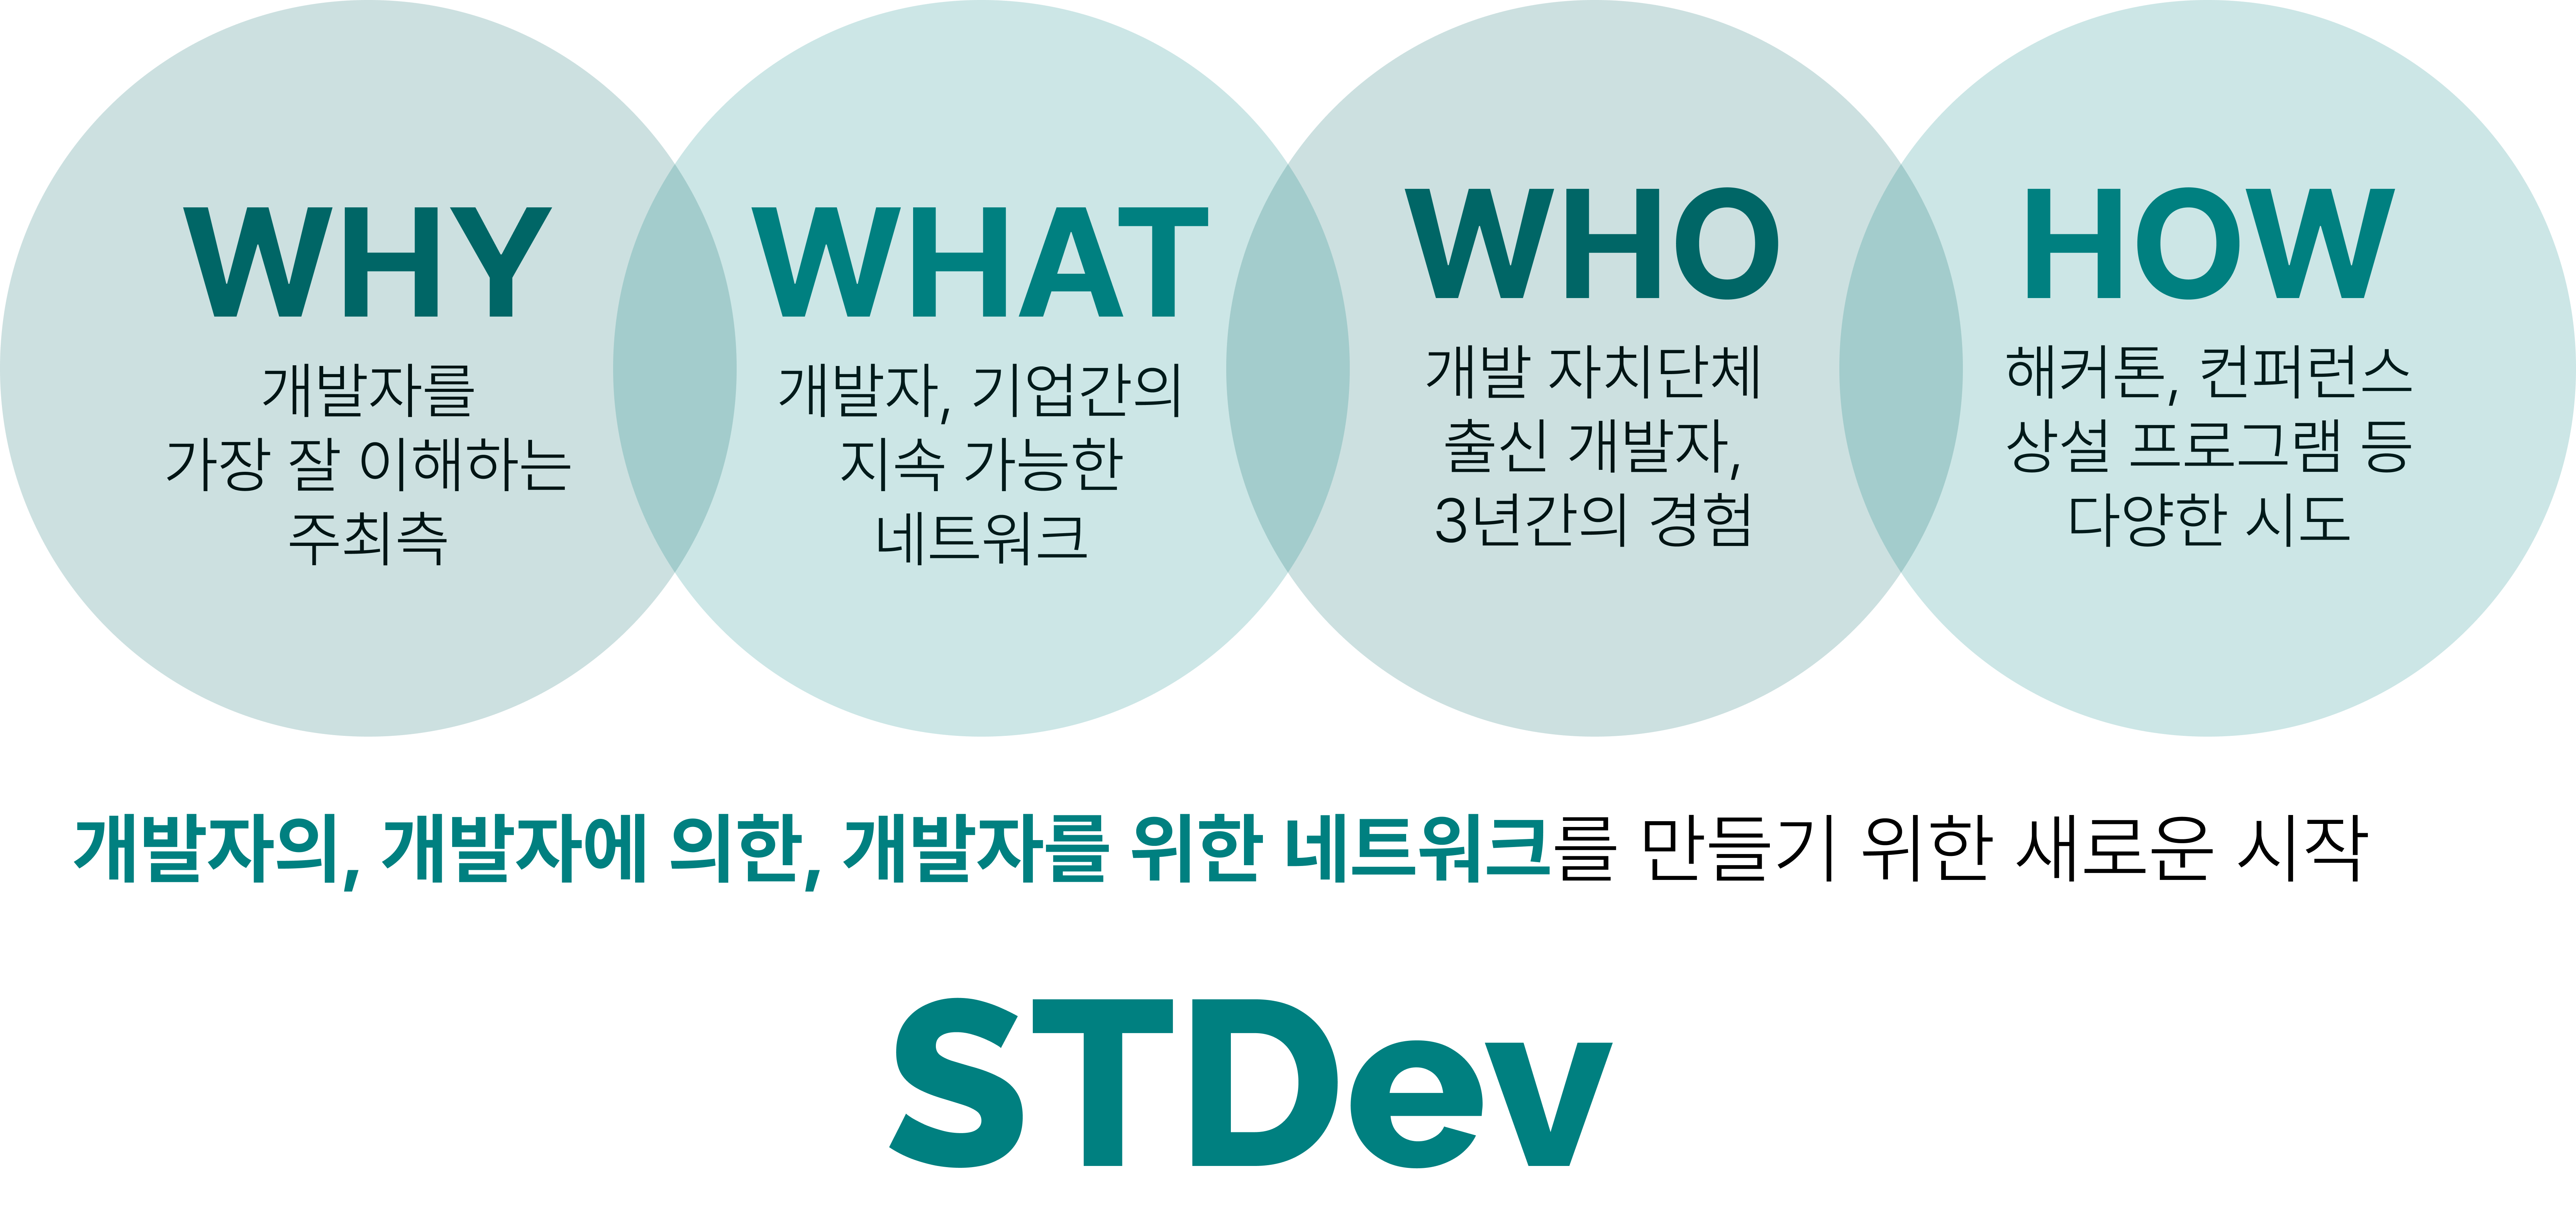 WHY
개발자를
가장 잘 이해하는
주최측
WHAT
개발자, 기업간의
지속 가능한
네트워크
WHO
개발 자치단체
출신 개발자,
3년간의 경험
HOW
해커톤, 컨퍼런스
상설 프로그램 등
다양한 시도
개발자의, 개발자에 의한, 개발자를 위한 네트워크를 만들기 위한 새로운 시작
STDev